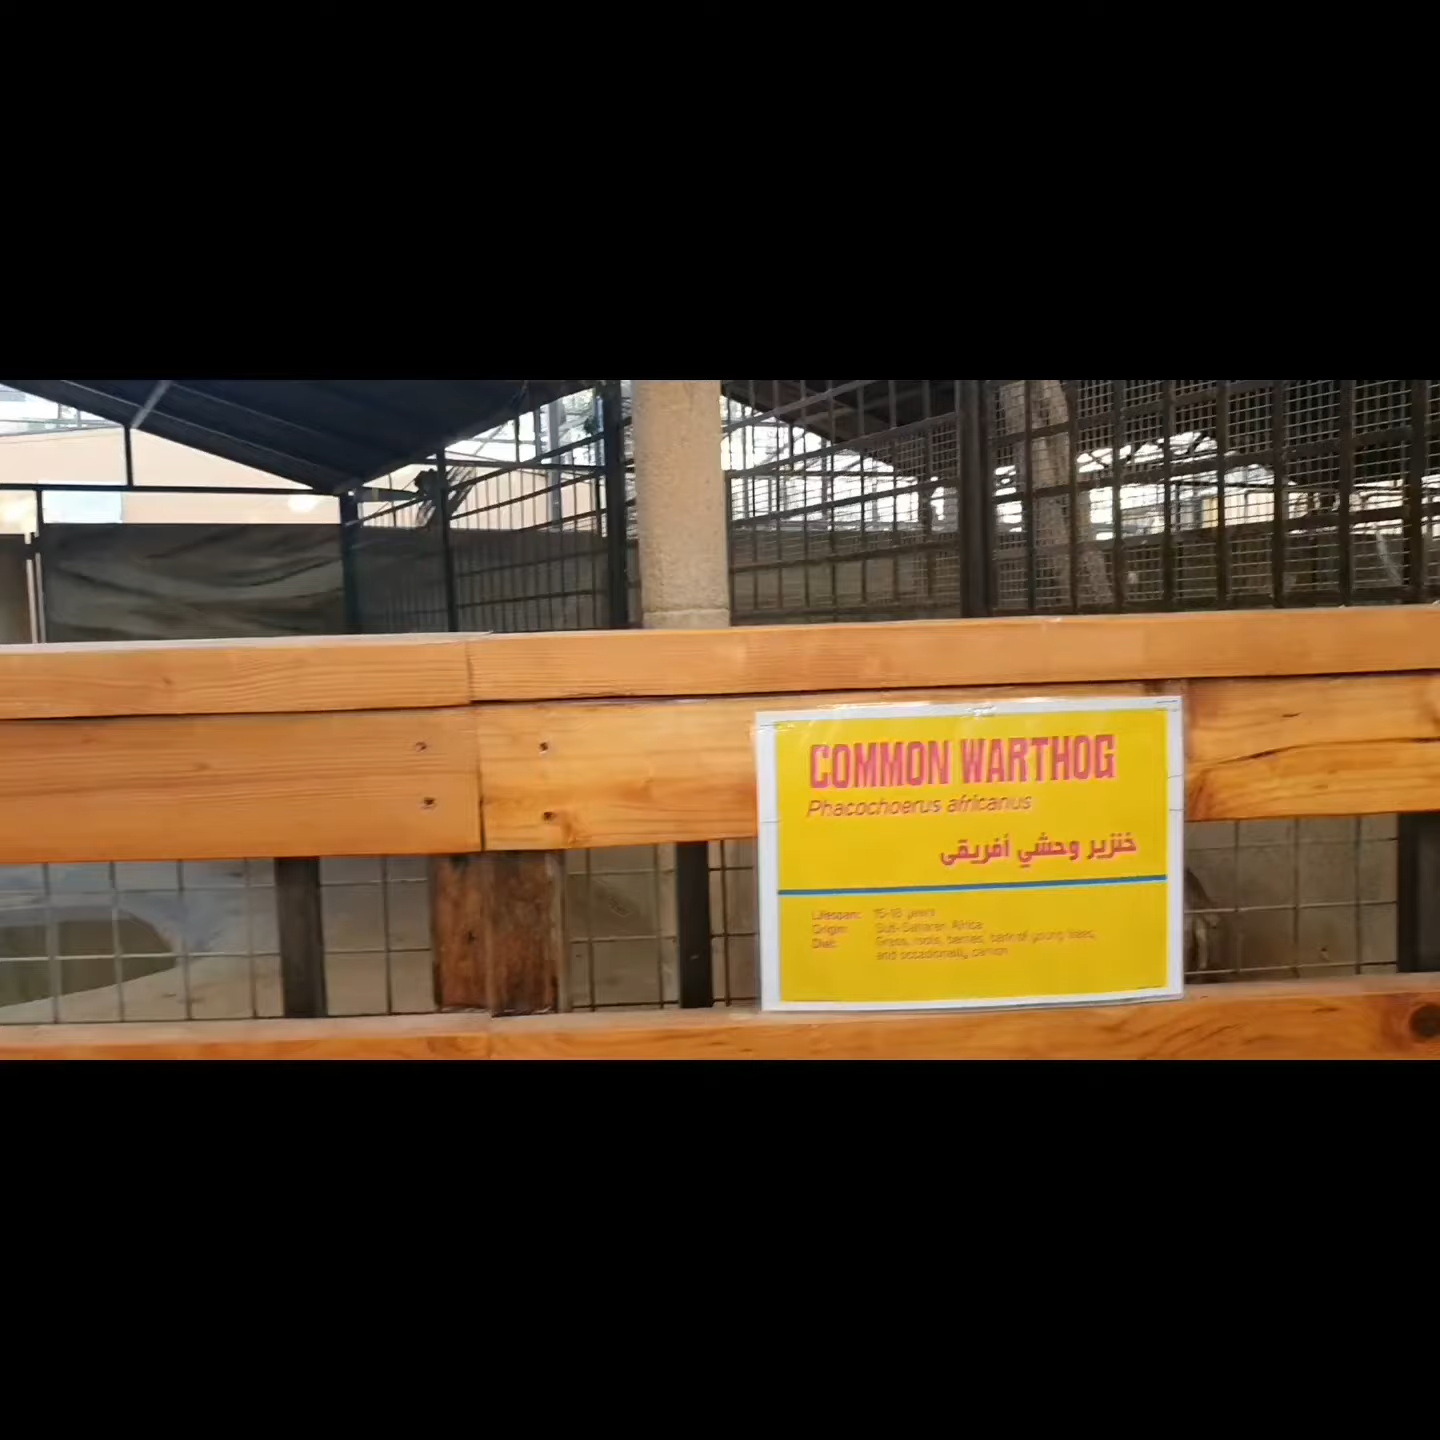 COMMON WARTHOG
Phacochoerus africanus
خنزير وحشي أفريقى
Lifespan: 15-18 years
Origin: Sub-Saharan Africa
Diet: Grass, roots, berries, bark of young trees,
and occasionally carrion